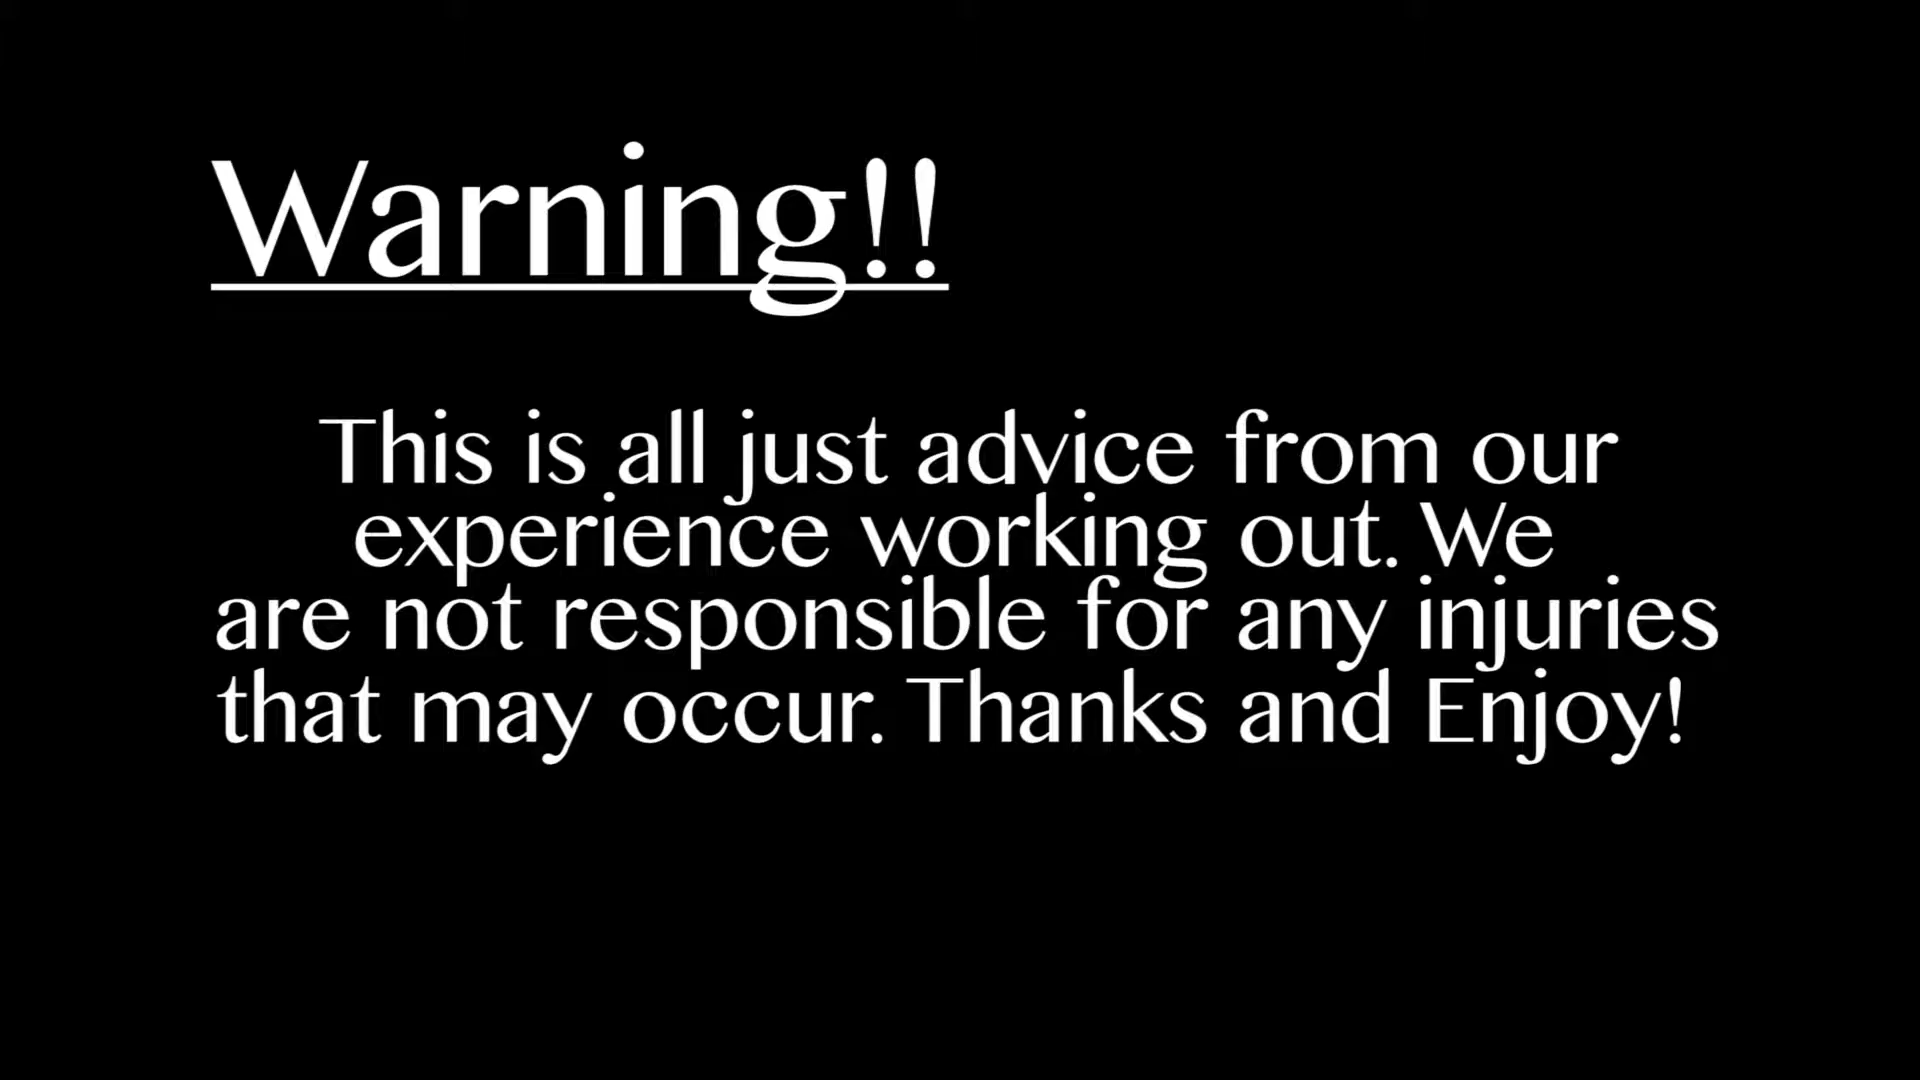 Warning!!
This is all just advice from our
experience working out. We
are not responsible for any injuries
that may occur. Thanks and Enjoy!